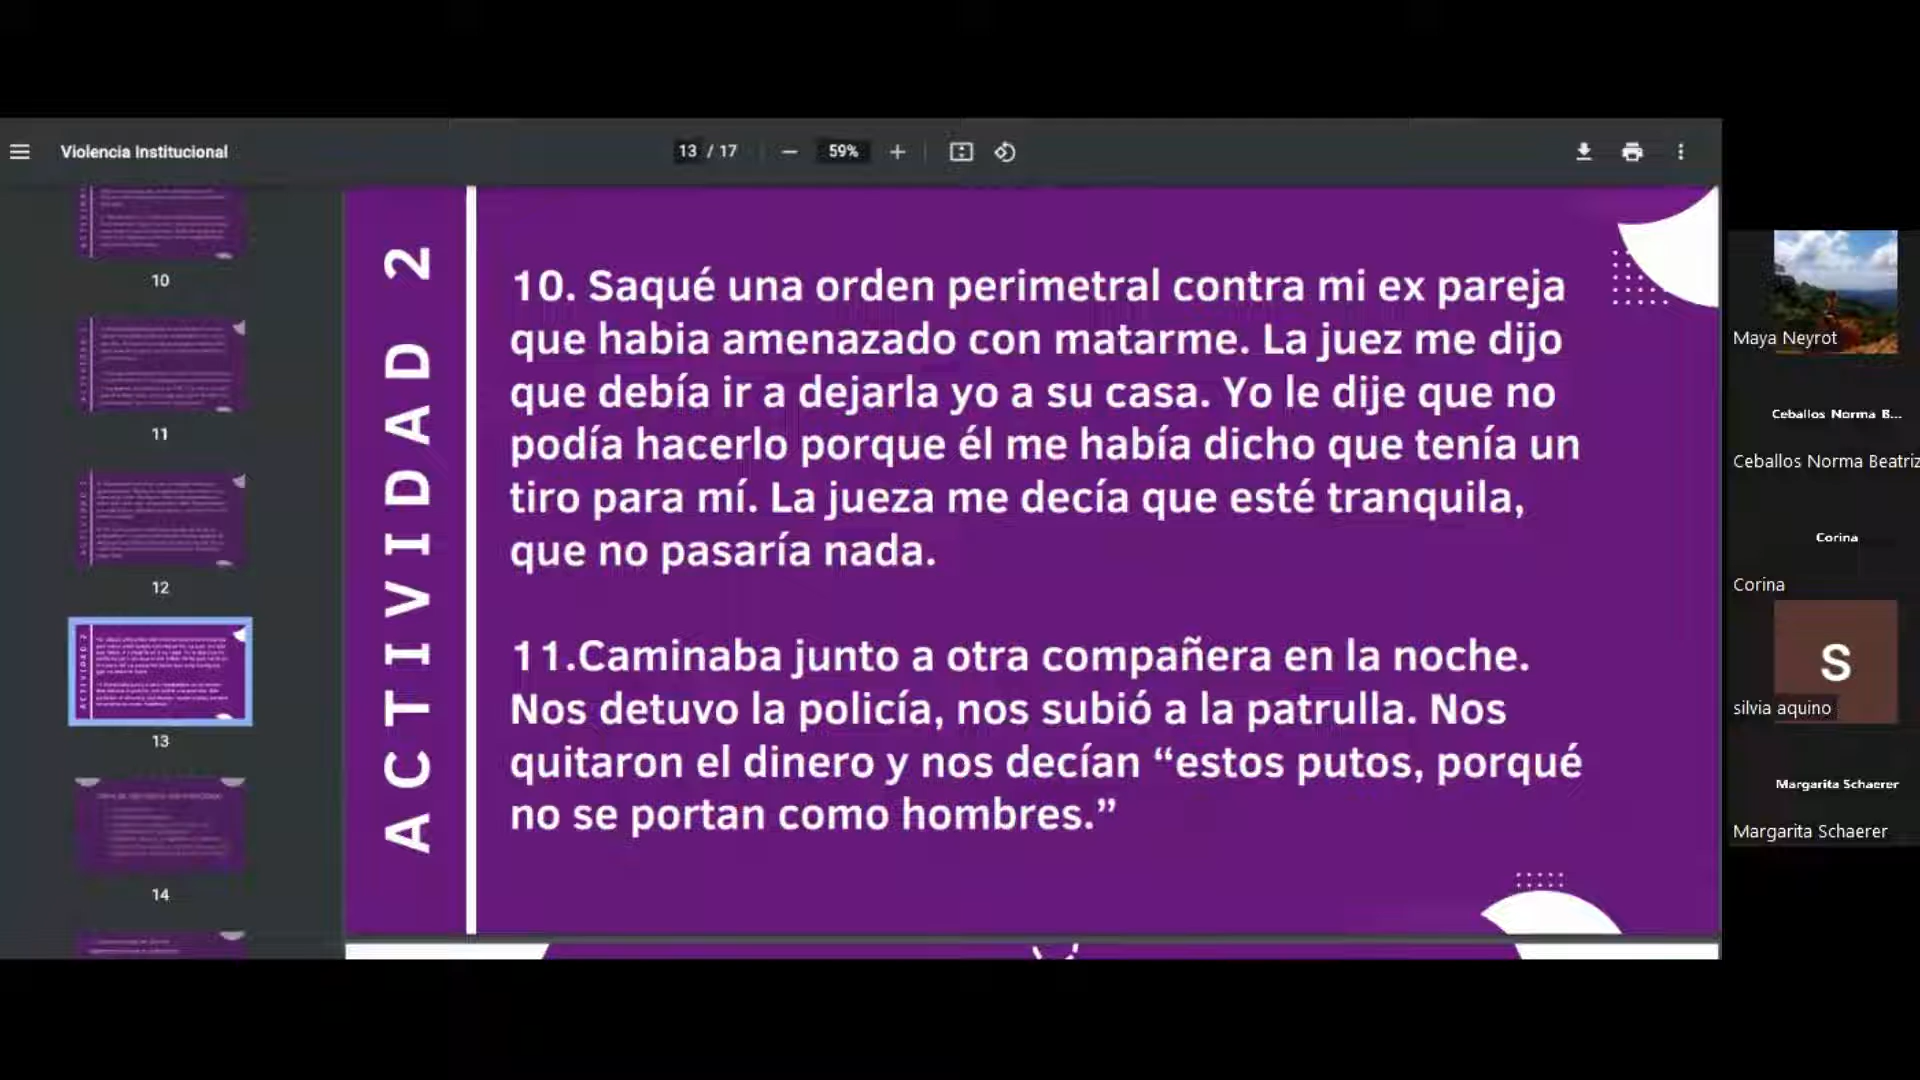 Violencia Institucional
13 / 17
59%
10
11
12
13
14
ACTIVIDAD 2
10. Saqué una orden perimetral contra mi ex pareja
que habia amenazado con matarme. La juez me dijo
que debía ir a dejarla yo a su casa. Yo le dije que no
podía hacerlo porque él me había dicho que tenía un
tiro para mí. La jueza me decía que esté tranquila,
que no pasaría nada.
11.Caminaba junto a otra compañera en la noche.
Nos detuvo la policía, nos subió a la patrulla. Nos
quitaron el dinero y nos decían “estos putos, porqué
no se portan como hombres.”
Maya Neyrot
Ceballos Norma B...
Ceballos Norma Beatriz
Corina
Corina
S
silvia aquino
Margarita Schaerer
Margarita Schaerer